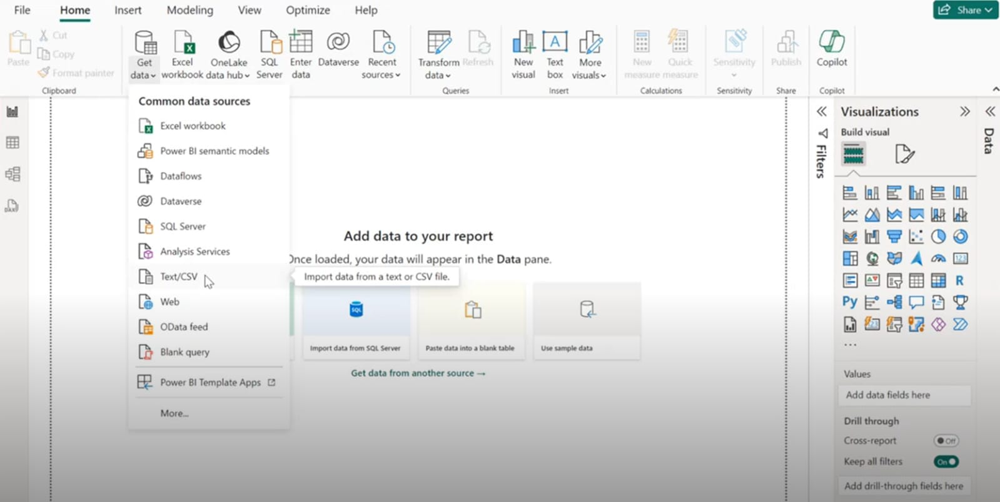 File Home Insert Modeling View Optimize Help
Share
Paste
Cut
Copy
Format painter
Clipboard
Get data
Excel workbook
OneLake data hub
SQL Server
Enter data
Dataverse
Recent sources
Transform data
Refresh
Queries
New visual
Text box
More visuals
Insert
New measure
Quick measure
Calculations
Sensitivity
Sensitivity
Publish
Share
Copilot
Copilot
Common data sources
Excel workbook
Power BI semantic models
Dataflows
Dataverse
SQL Server
Analysis Services
Text/CSV
Web
OData feed
Blank query
Power BI Template Apps
More...
Import data from a text or CSV file.
Add data to your report
Once loaded, your data will appear in the Data pane.
SQL
Import data from SQL Server
Paste data into a blank table
Use sample data
Get data from another source →
Filters
Visualizations
Build visual
123
R
Py
123
...
Values
Add data fields here
Drill through
Cross-report
Off
Keep all filters
On
Add drill-through fields here
Data
DAX
A